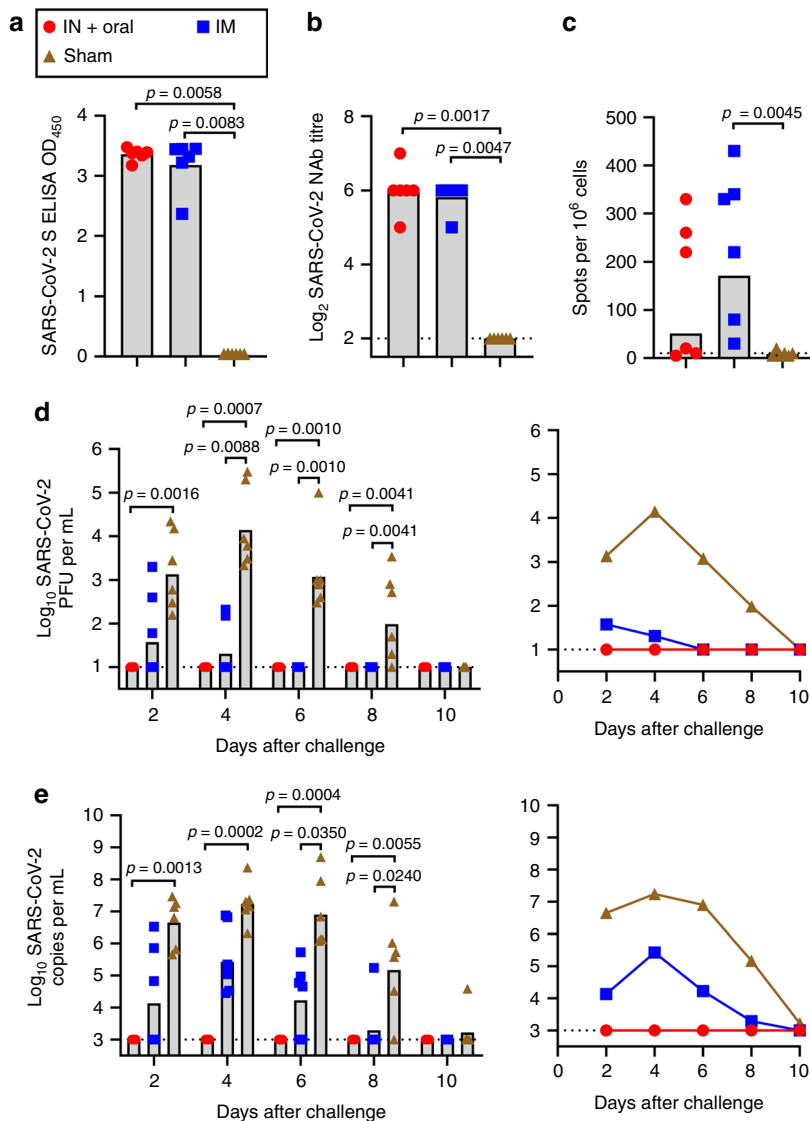 a
b
c
IN + oral
IM
Sham
p = 0.0058
p = 0.0083
4
3
2
1
0
SARS-CoV-2 S ELISA OD450
p = 0.0017
p = 0.0047
8
6
4
2
Log2 SARS-CoV-2 NAb titre
p = 0.0045
500
400
300
200
100
0
Spots per 10^6 cells
d
p = 0.0007
p = 0.0010
p = 0.0088
p = 0.0010
p = 0.0016
p = 0.0041
p = 0.0041
6
5
4
3
2
1
Log10 SARS-CoV-2
PFU per mL
2 4 6 8 10
Days after challenge
6
5
4
3
2
1
0 2 4 6 8 10
Days after challenge
e
p = 0.0004
p = 0.0002
p = 0.0350
p = 0.0055
p = 0.0013
p = 0.0240
10
9
8
7
6
5
4
3
Log10 SARS-CoV-2
copies per mL
2 4 6 8 10
Days after challenge
10
9
8
7
6
5
4
3
0 2 4 6 8 10
Days after challenge